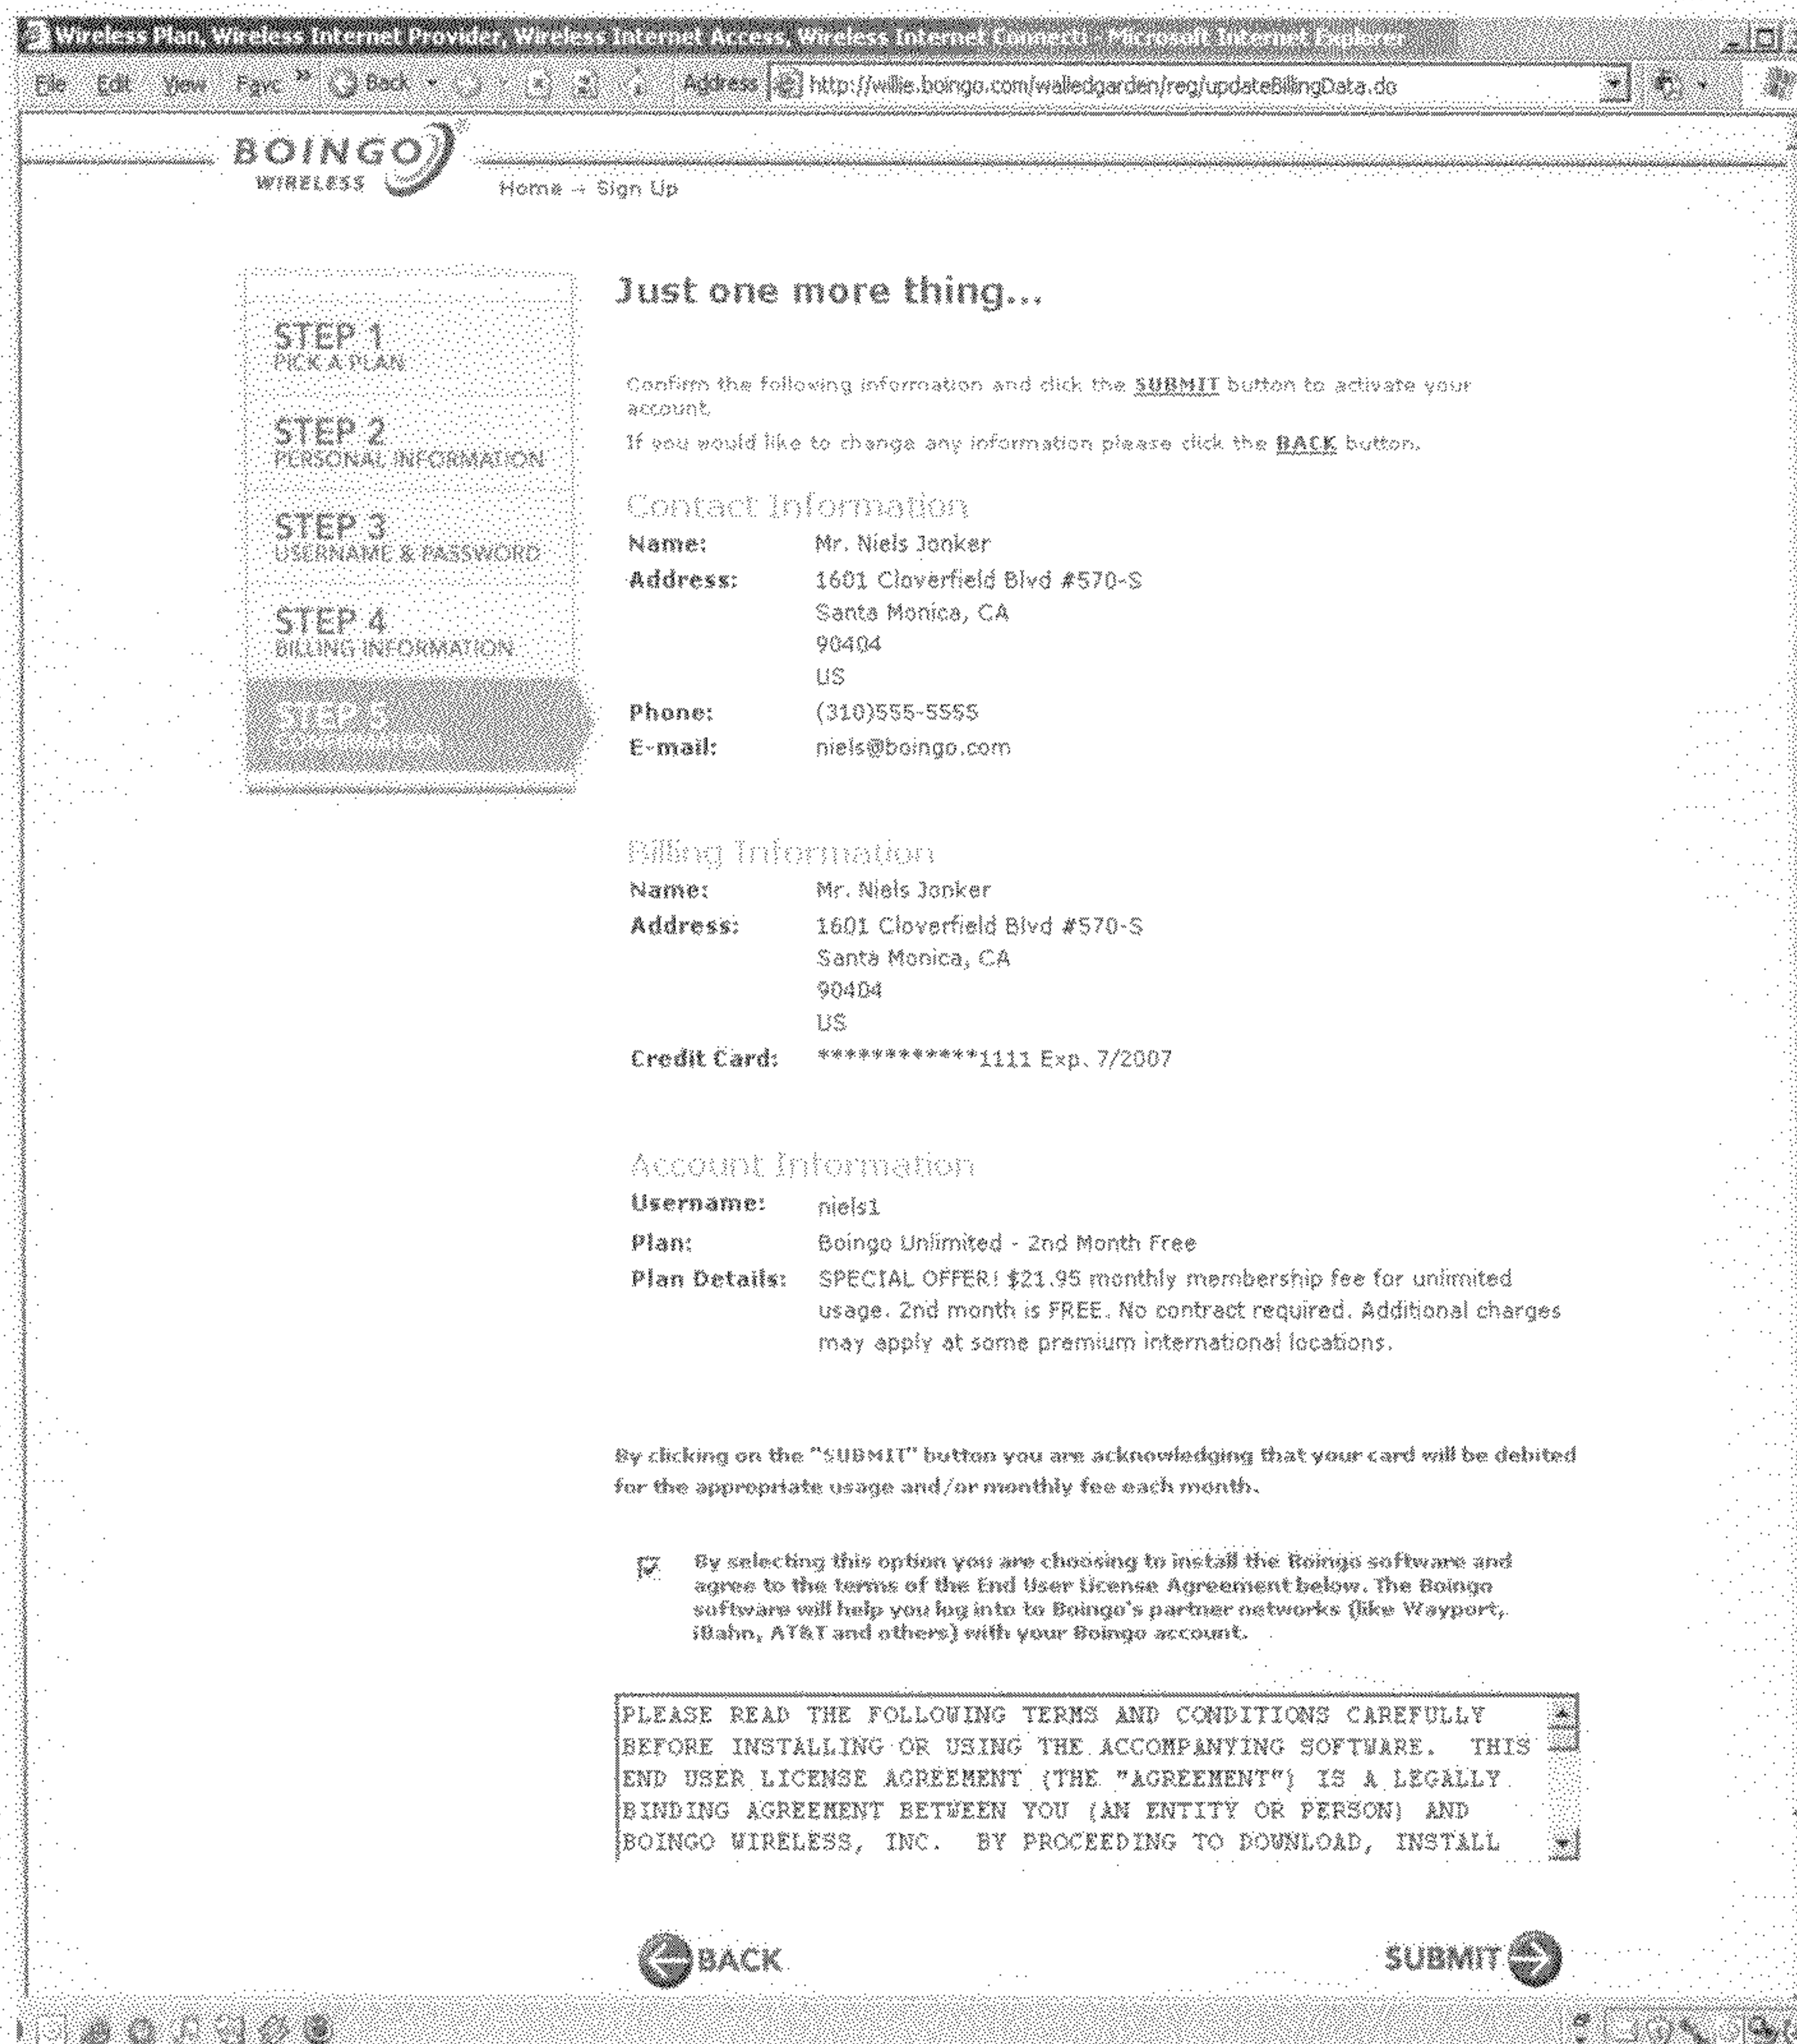 Wireless Plan, Wireless Internet Provider, Wireless Internet Access, Wireless Internet Connecti - Microsoft Internet Explorer
File Edit View Favc » Back Address http://willie.boingo.com/walledgarden/reg/updateBillingData.do
BOINGO
WIRELESS
Home → Sign Up
STEP 1
PICK A PLAN
STEP 2
PERSONAL INFORMATION
STEP 3
USERNAME & PASSWORD
STEP 4
BILLING INFORMATION
STEP 5
CONFIRMATION
Just one more thing...
Confirm the following information and click the SUBMIT button to activate your
account.
If you would like to change any information please click the BACK button.
Contact Information
Name: Mr. Niels Jonker
Address: 1601 Cloverfield Blvd #570-S
Santa Monica, CA
90404
US
Phone: (310)555-5555
E-mail: niels@boingo.com
Billing Information
Name: Mr. Niels Jonker
Address: 1601 Cloverfield Blvd #570-S
Santa Monica, CA
90404
US
Credit Card: ************1111 Exp. 7/2007
Account Information
Username: niels1
Plan: Boingo Unlimited - 2nd Month Free
Plan Details: SPECIAL OFFER! $21.95 monthly membership fee for unlimited
usage. 2nd month is FREE. No contract required. Additional charges
may apply at some premium international locations.
By clicking on the "SUBMIT" button you are acknowledging that your card will be debited
for the appropriate usage and/or monthly fee each month.
By selecting this option you are choosing to install the Boingo software and
agree to the terms of the End User License Agreement below. The Boingo
software will help you log into to Boingo's partner networks (like Wayport,
iBahn, AT&T and others) with your Boingo account.
PLEASE READ THE FOLLOWING TERMS AND CONDITIONS CAREFULLY
BEFORE INSTALLING OR USING THE ACCOMPANYING SOFTWARE. THIS
END USER LICENSE AGREEMENT (THE "AGREEMENT") IS A LEGALLY
BINDING AGREEMENT BETWEEN YOU (AN ENTITY OR PERSON) AND
BOINGO WIRELESS, INC. BY PROCEEDING TO DOWNLOAD, INSTALL
BACK SUBMIT